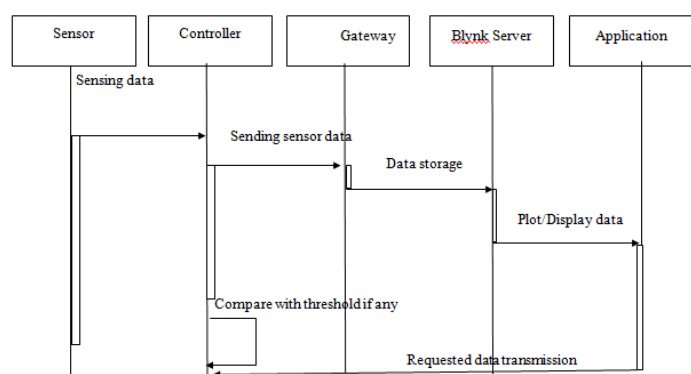 Sensor
Controller
Gateway
Blynk Server
Application
Sensing data
Sending sensor data
Data storage
Plot/Display data
Compare with threshold if any
Requested data transmission